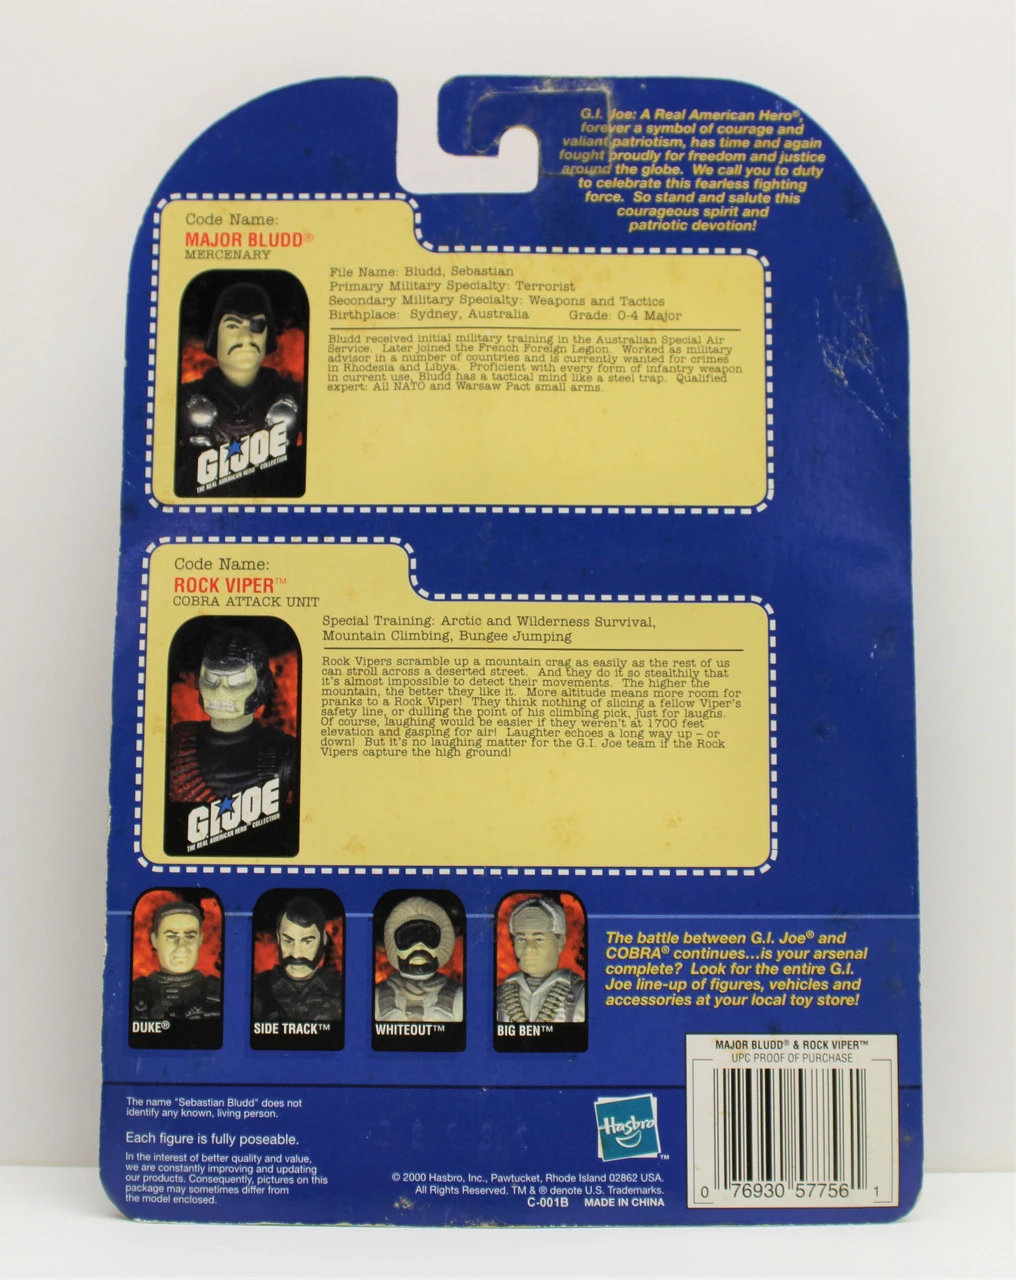 G.I. Joe: A Real American Hero®,
forever a symbol of courage and
valiant patriotism, has time and again
fought proudly for freedom and justice
around the globe. We call you to duty
to celebrate this fearless fighting
force. So stand and salute this
courageous spirit and
patriotic devotion!
Code Name:
MAJOR BLUDD®
MERCENARY
File Name: Bludd, Sebastian
Primary Military Specialty: Terrorist
Secondary Military Specialty: Weapons and Tactics
Birthplace: Sydney, Australia Grade: O-4 Major
Bludd received initial military training in the Australian Special Air
Service. Later joined the French Foreign Legion. Worked as military
advisor in a number of countries and is currently wanted for crimes
in Rhodesia and Libya. Proficient with every form of infantry weapon
in current use, Bludd has a tactical mind like a steel trap. Qualified
expert: All NATO and Warsaw Pact small arms.
G.I.JOE
THE REAL AMERICAN HERO™ COLLECTION
Code Name:
ROCK VIPER™
COBRA ATTACK UNIT
Special Training: Arctic and Wilderness Survival,
Mountain Climbing, Bungee Jumping
Rock Vipers scramble up a mountain crag as easily as the rest of us
can stroll across a deserted street. And they do it so stealthily that
it's almost impossible to detect their movements. The higher the
mountain, the better they like it. More altitude means more room for
pranks to a Rock Viper! They think nothing of slicing a fellow Viper's
safety line, or dulling the point of his climbing pick, just for laughs.
Of course, laughing would be easier if they weren't at 1700 feet
elevation and gasping for air! Laughter echoes a long way up – or
down! But it's no laughing matter for the G.I. Joe team if the Rock
Vipers capture the high ground!
G.I.JOE
THE REAL AMERICAN HERO™ COLLECTION
DUKE®
SIDE TRACK™
WHITEOUT™
BIG BEN™
The battle between G.I. Joe® and
COBRA® continues...is your arsenal
complete? Look for the entire G.I.
Joe line-up of figures, vehicles and
accessories at your local toy store!
MAJOR BLUDD® & ROCK VIPER™
UPC PROOF OF PURCHASE
0 76930 57756 1
The name "Sebastian Bludd" does not
identify any known, living person.
Each figure is fully poseable.
In the interest of better quality and value,
we are constantly improving and updating
our products. Consequently, pictures on this
package may sometimes differ from
the model enclosed.
Hasbro
™
© 2000 Hasbro, Inc., Pawtucket, Rhode Island 02862 USA.
All Rights Reserved. TM & ® denote U.S. Trademarks.
C-001B MADE IN CHINA